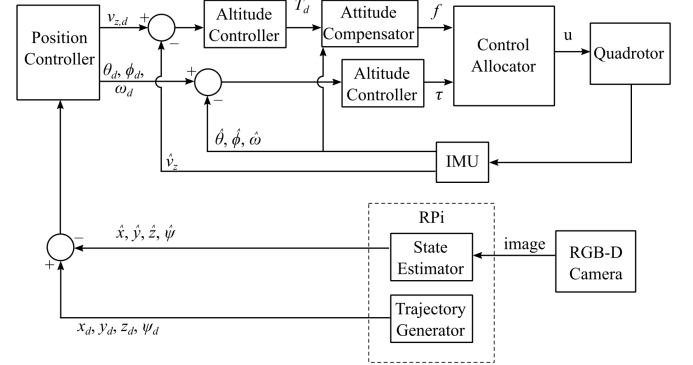 Position
Controller
v_{z,d}
+
−
Altitude
Controller
T_d
Attitude
Compensator
f
Control
Allocator
u
Quadrotor
θ_d, ϕ_d,
ω_d
+
−
Altitude
Controller
τ
θ̂, ϕ̂, ω̂
v̂_z
IMU
RPi
−
+
x̂, ŷ, ẑ, ψ̂
State
Estimator
image
RGB-D
Camera
Trajectory
Generator
x_d, y_d, z_d, ψ_d